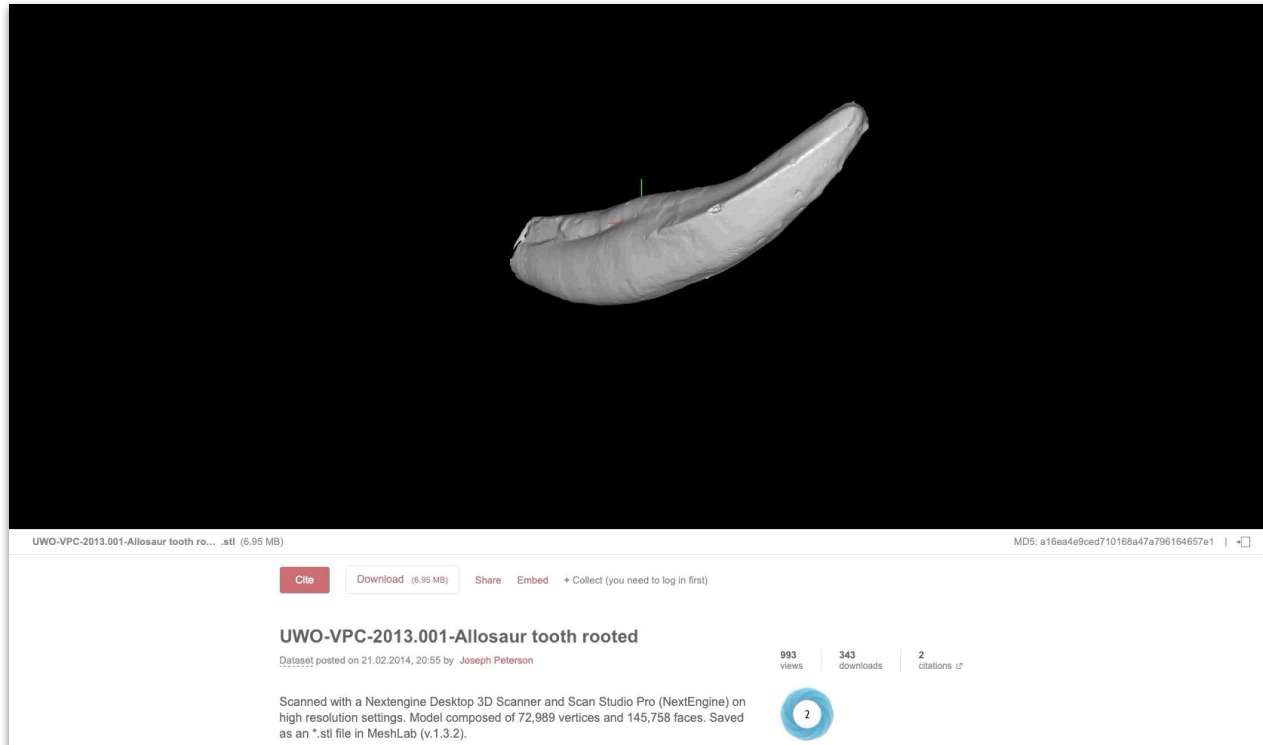 UWO-VPC-2013.001-Allosaur tooth ro... .stl (6.95 MB)
MD5: a16ea4e9ced710168a47a796164657e1 |
Cite
Download (6.95 MB)
Share
Embed
+ Collect (you need to log in first)
UWO-VPC-2013.001-Allosaur tooth rooted
Dataset posted on 21.02.2014, 20:55 by Joseph Peterson
993
views
343
downloads
2
citations
Scanned with a Nextengine Desktop 3D Scanner and Scan Studio Pro (NextEngine) on
high resolution settings. Model composed of 72,989 vertices and 145,758 faces. Saved
as an *.stl file in MeshLab (v.1.3.2).
2